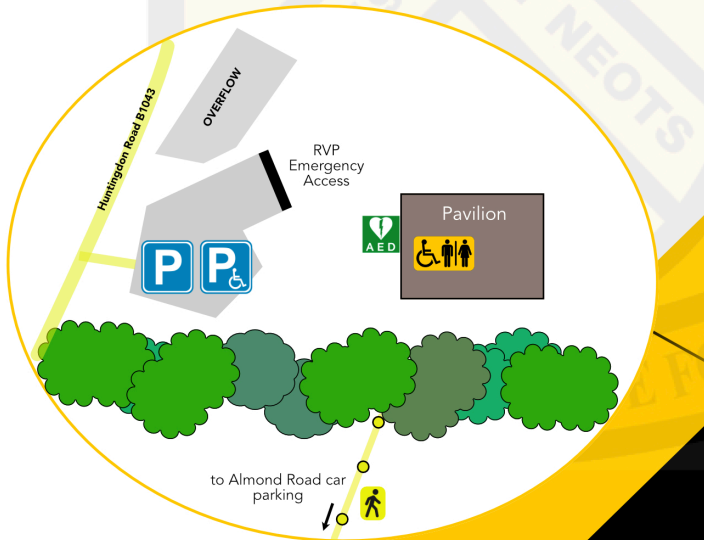 NEOTS
OVERFLOW
Huntingdon Road B1043
RVP
Emergency
Access
Pavilion
AED
P
P
to Almond Road car
parking